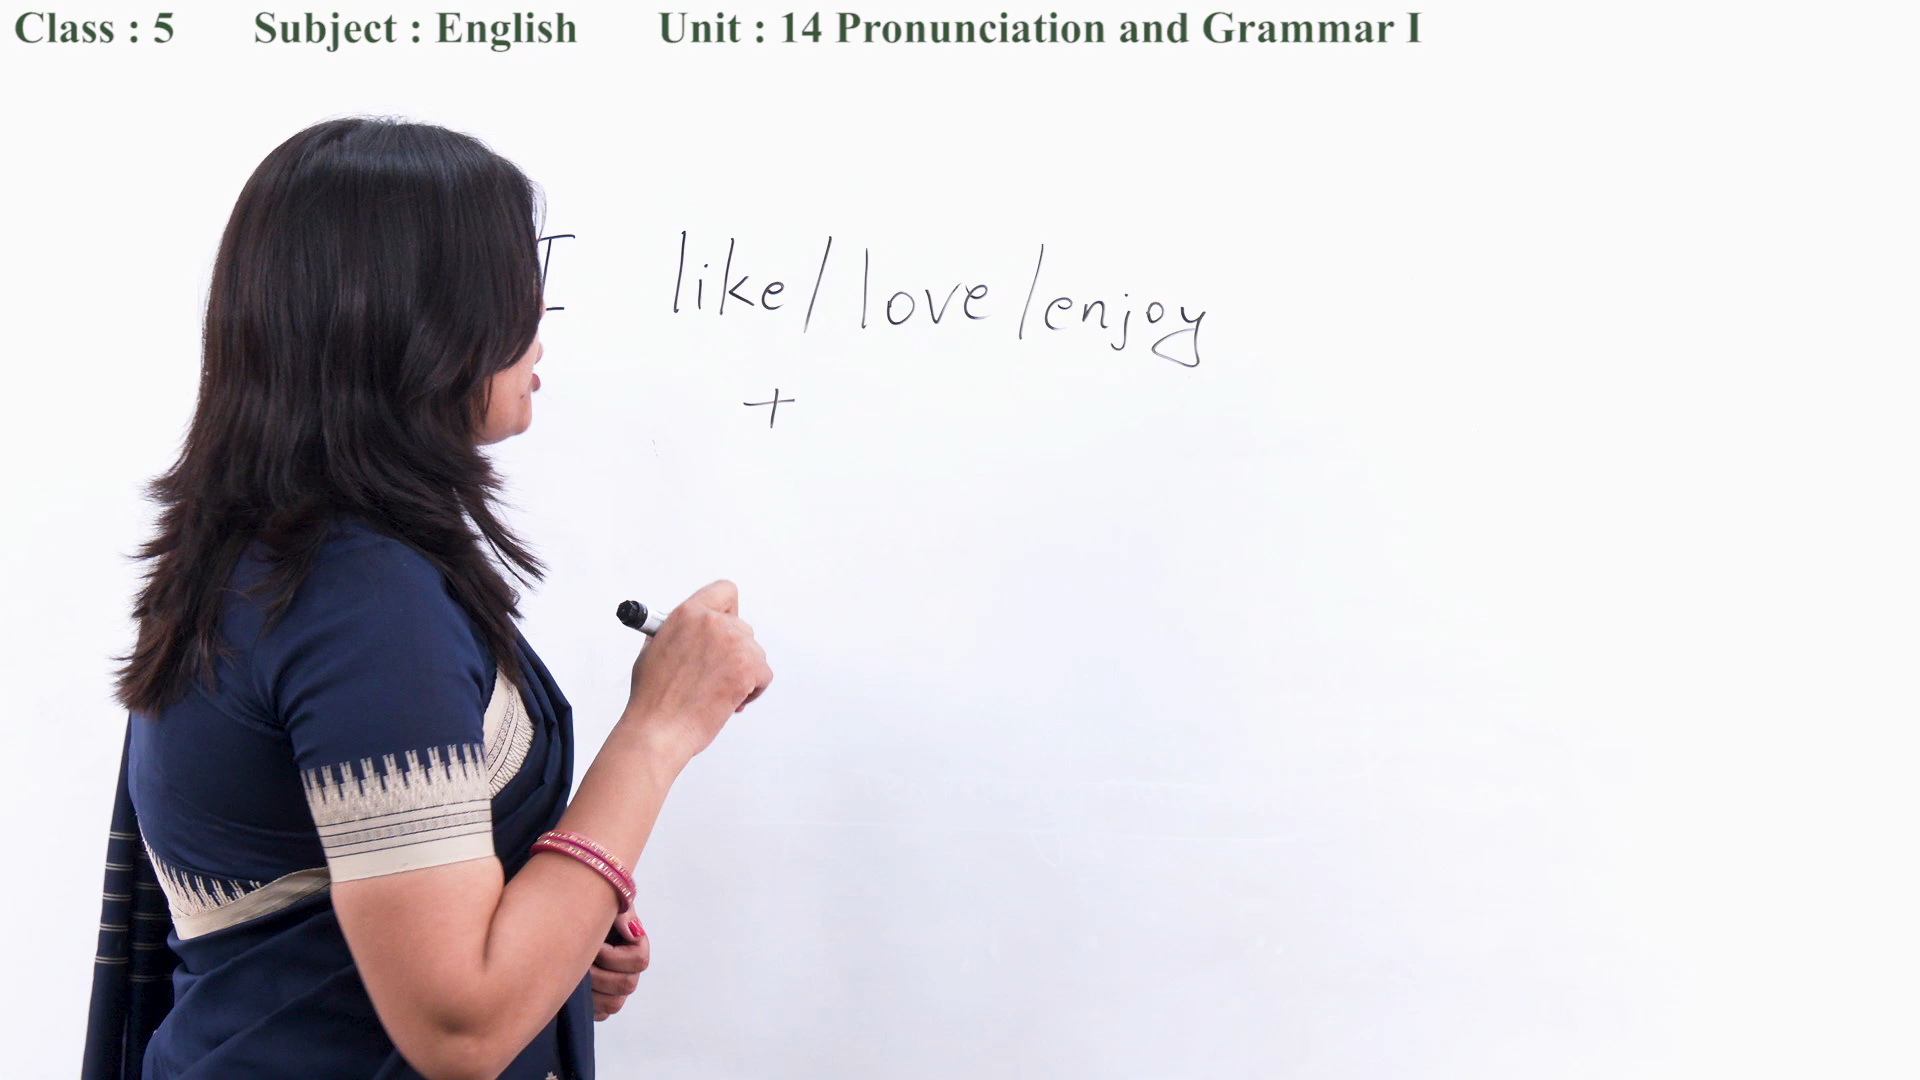 Class : 5 Subject : English Unit : 14 Pronunciation and Grammar I
I like/love/enjoy
+